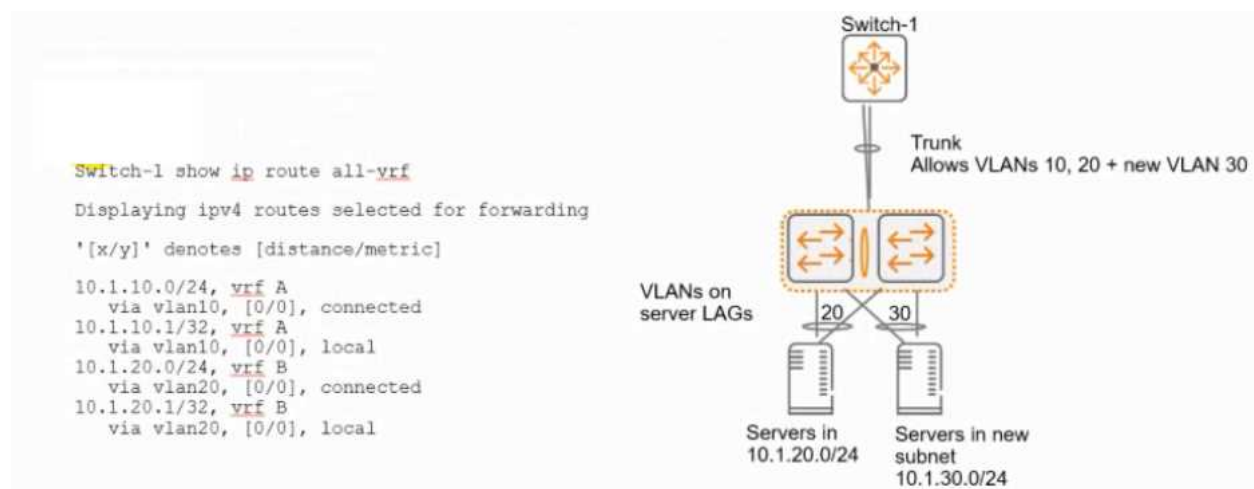 Switch-1 show ip route all-vrf
Displaying ipv4 routes selected for forwarding
'[x/y]' denotes [distance/metric]
10.1.10.0/24, vrf A
via vlan10, [0/0], connected
10.1.10.1/32, vrf A
via vlan10, [0/0], local
10.1.20.0/24, vrf B
via vlan20, [0/0], connected
10.1.20.1/32, vrf B
via vlan20, [0/0], local
Switch-1
Trunk
Allows VLANs 10, 20 + new VLAN 30
VLANs on
server LAGs
20
30
Servers in
10.1.20.0/24
Servers in new
subnet
10.1.30.0/24